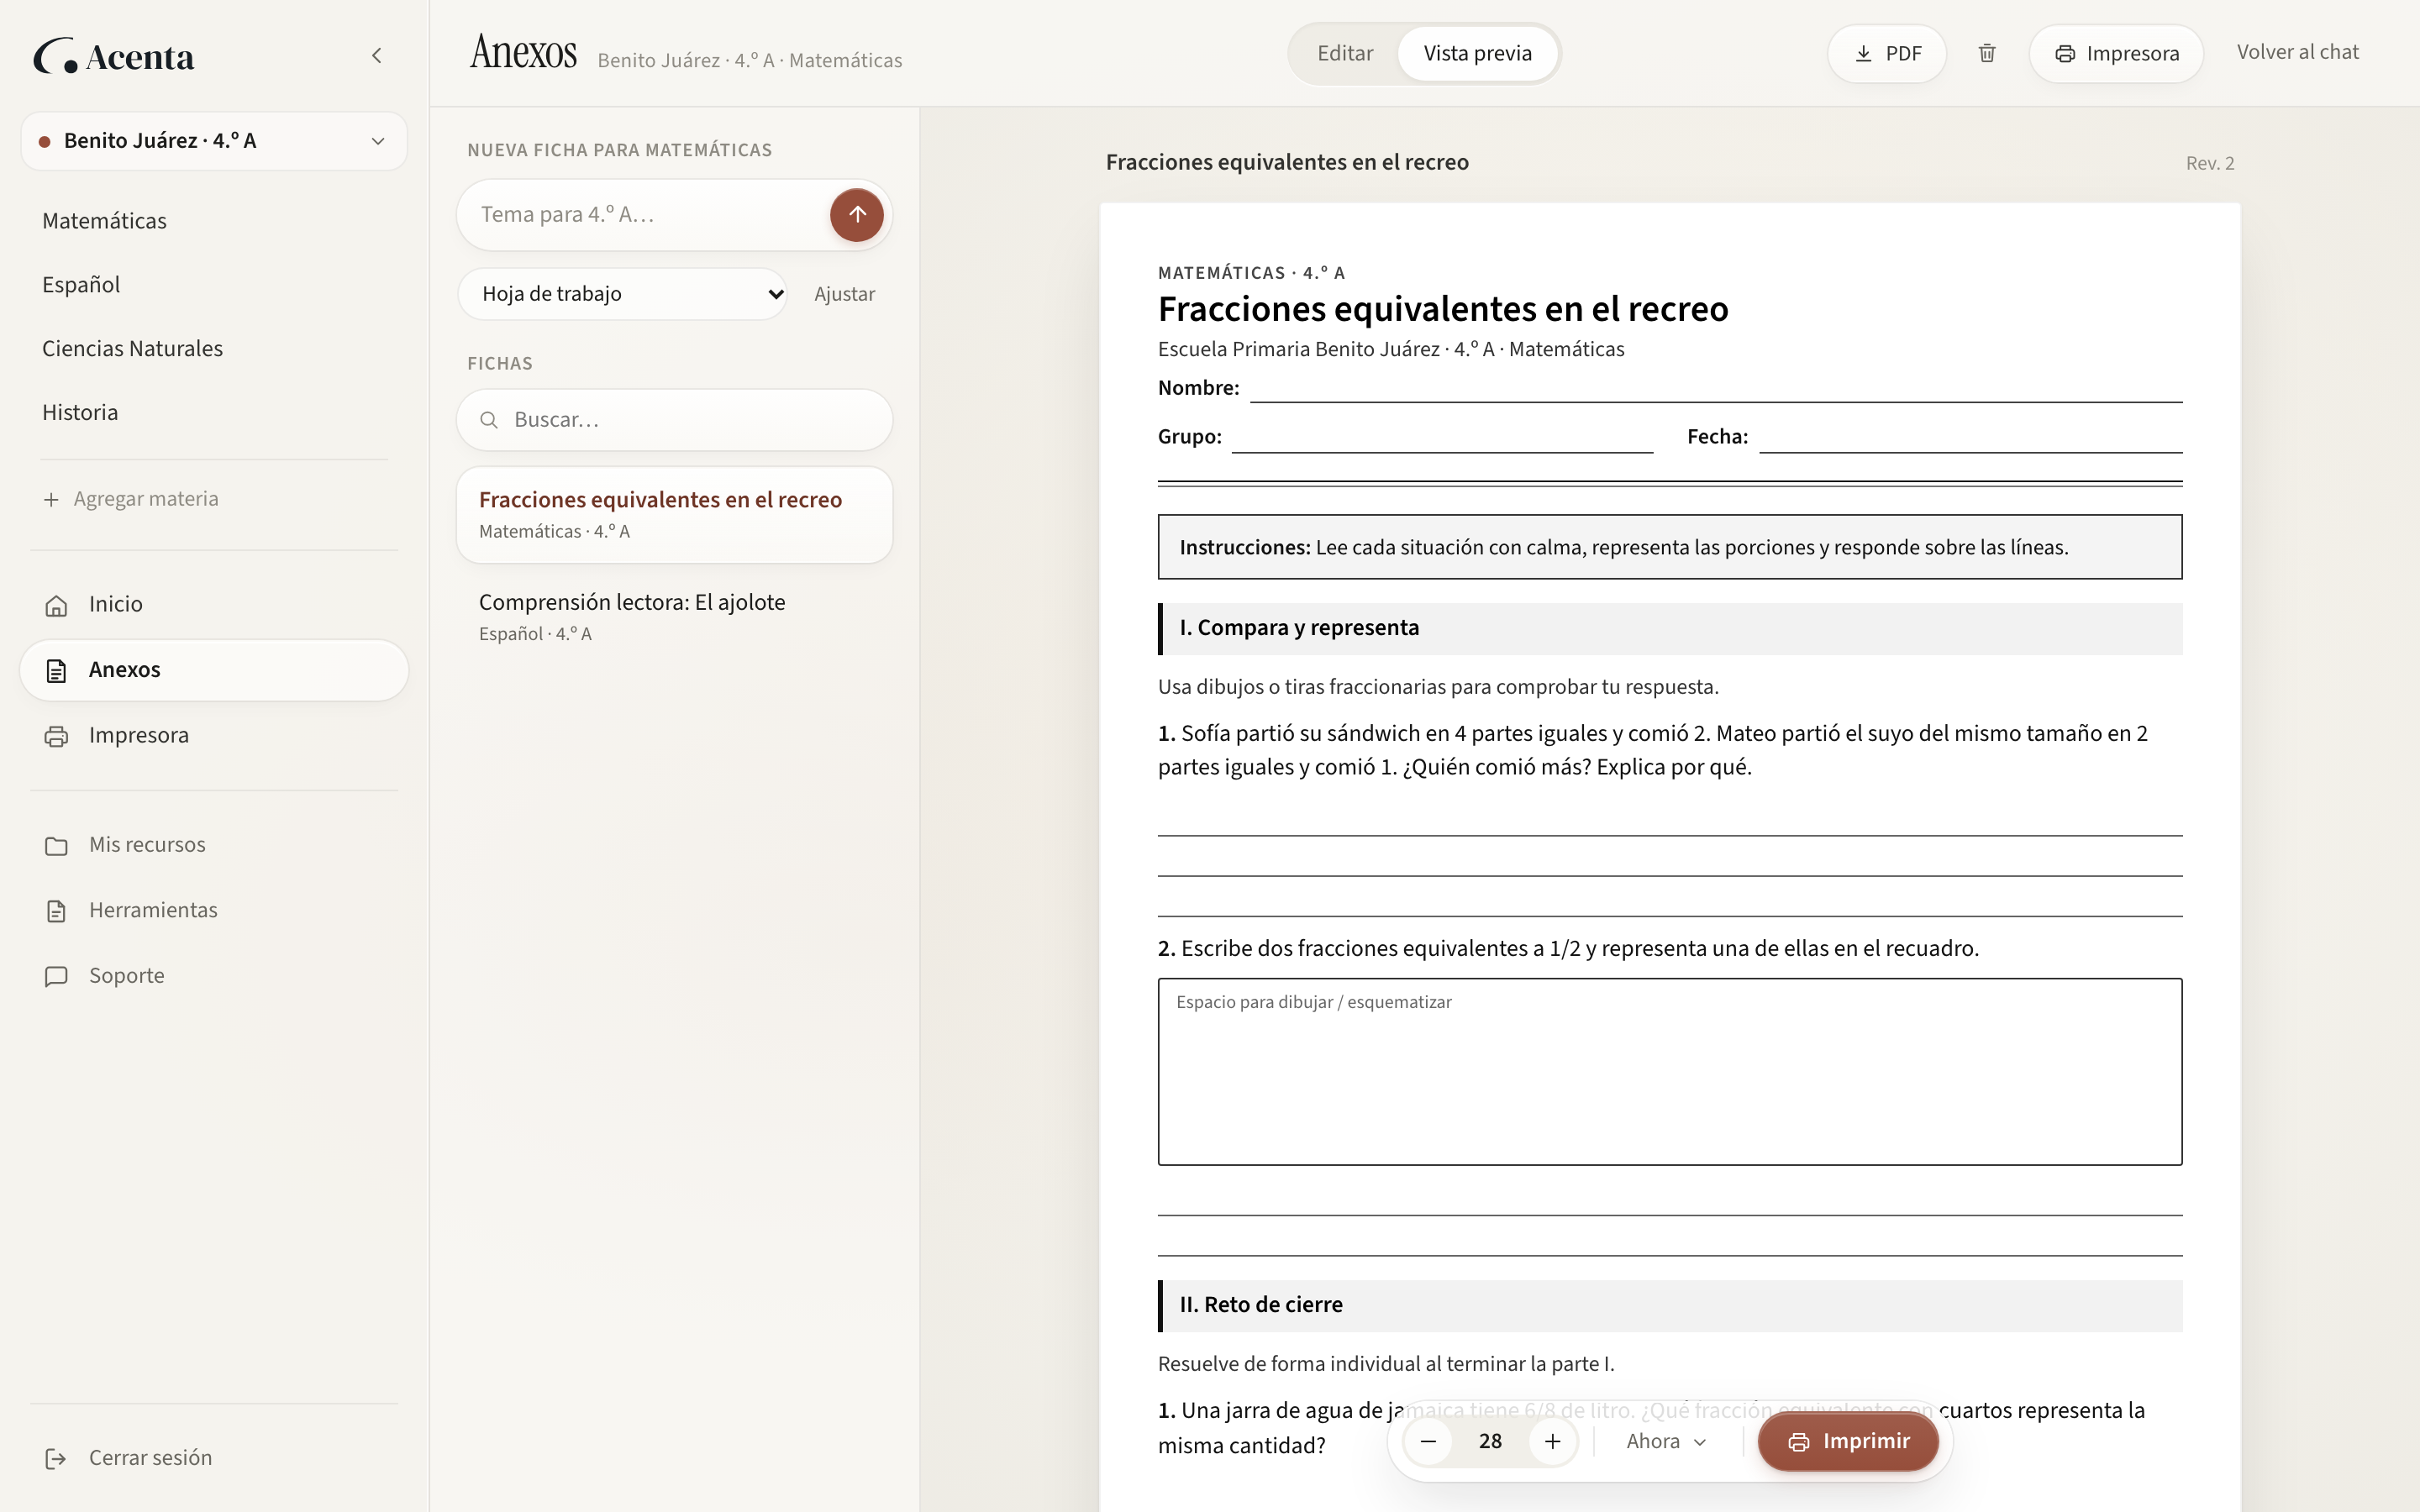 Acenta
Benito Juárez · 4.º A
Matemáticas
Español
Ciencias Naturales
Historia
Agregar materia
Inicio
Anexos
Impresora
Mis recursos
Herramientas
Soporte
Cerrar sesión
Anexos Benito Juárez · 4.º A · Matemáticas
Editar Vista previa
PDF Impresora Volver al chat
NUEVA FICHA PARA MATEMÁTICAS
Tema para 4.º A…
Hoja de trabajo Ajustar
FICHAS
Buscar…
Fracciones equivalentes en el recreo
Matemáticas · 4.º A
Comprensión lectora: El ajolote
Español · 4.º A
Fracciones equivalentes en el recreo Rev. 2
MATEMÁTICAS · 4.º A
Fracciones equivalentes en el recreo
Escuela Primaria Benito Juárez · 4.º A · Matemáticas
Nombre:
Grupo: Fecha:
Instrucciones: Lee cada situación con calma, representa las porciones y responde sobre las líneas.
I. Compara y representa
Usa dibujos o tiras fraccionarias para comprobar tu respuesta.
1. Sofía partió su sándwich en 4 partes iguales y comió 2. Mateo partió el suyo del mismo tamaño en 2
partes iguales y comió 1. ¿Quién comió más? Explica por qué.
2. Escribe dos fracciones equivalentes a 1/2 y representa una de ellas en el recuadro.
Espacio para dibujar / esquematizar
II. Reto de cierre
Resuelve de forma individual al terminar la parte I.
1. Una jarra de agua de jamaica tiene 6/8 de litro. ¿Qué fracción equivalente con cuartos representa la
misma cantidad?
28 Ahora Imprimir